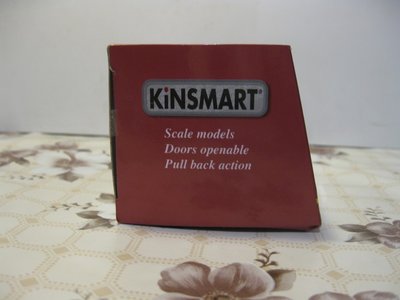 KiNSMART®
Scale models
Doors openable
Pull back action